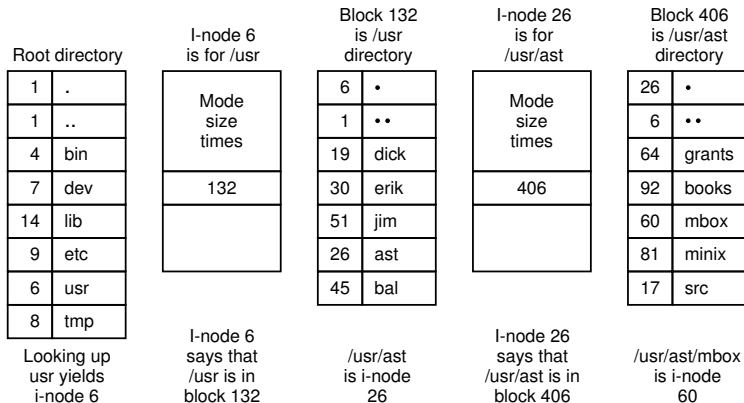 Root directory
1 .
1 ..
4 bin
7 dev
14 lib
9 etc
6 usr
8 tmp
Looking up
usr yields
i-node 6
I-node 6
is for /usr
Mode
size
times
132
I-node 6
says that
/usr is in
block 132
Block 132
is /usr
directory
6 •
1 ••
19 dick
30 erik
51 jim
26 ast
45 bal
/usr/ast
is i-node
26
I-node 26
is for
/usr/ast
Mode
size
times
406
I-node 26
says that
/usr/ast is in
block 406
Block 406
is /usr/ast
directory
26 •
6 ••
64 grants
92 books
60 mbox
81 minix
17 src
/usr/ast/mbox
is i-node
60